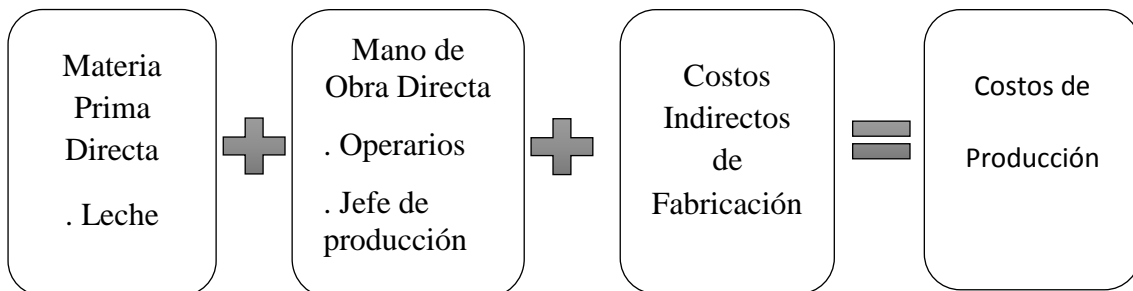 Materia
Prima
Directa
. Leche
Mano de
Obra Directa
. Operarios
. Jefe de
producción
Costos
Indirectos
de
Fabricación
Costos de
Producción